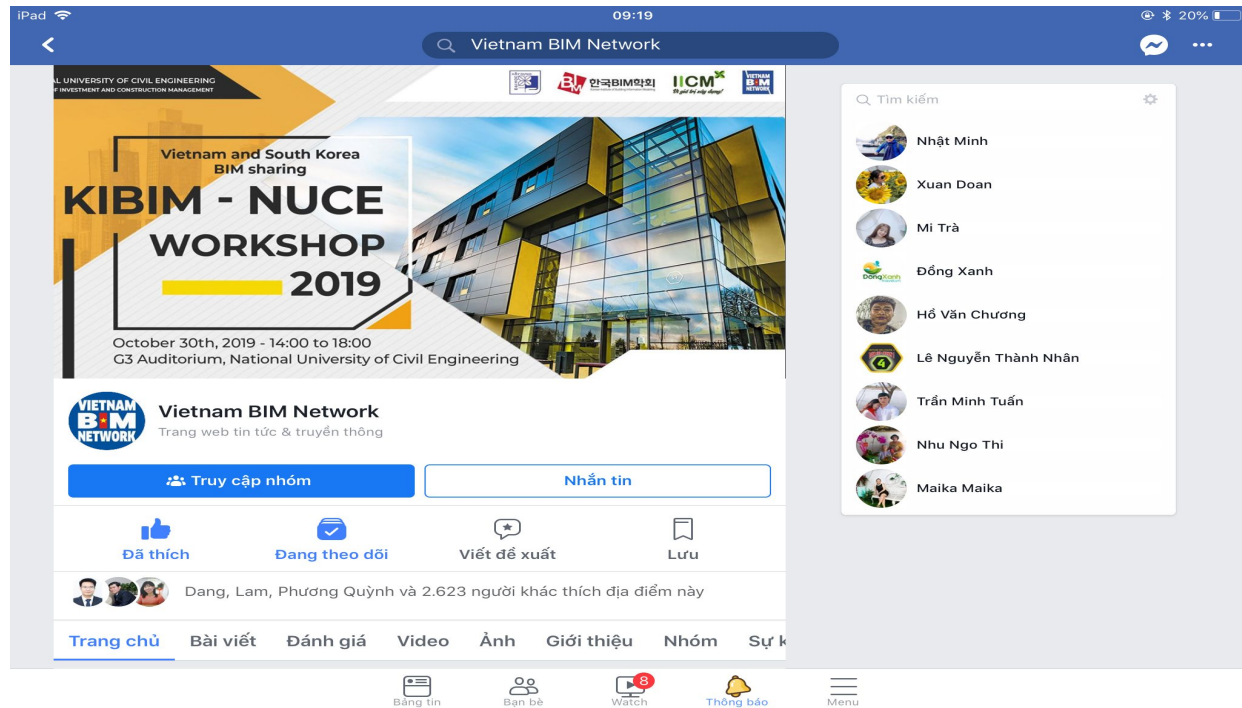 iPad
09:19
20%
Vietnam BIM Network
L UNIVERSITY OF CIVIL ENGINEERING
F INVESTMENT AND CONSTRUCTION MANAGEMENT
한국BIM학회
IICM
VIETNAM
BIM
NETWORK
Vietnam and South Korea
BIM sharing
KIBIM - NUCE
WORKSHOP
2019
October 30th, 2019 - 14:00 to 18:00
G3 Auditorium, National University of Civil Engineering
VIETNAM
BIM
NETWORK
Vietnam BIM Network
Trang web tin tức & truyền thông
Truy cập nhóm
Nhắn tin
Đã thích
Đang theo dõi
Viết đề xuất
Lưu
Dang, Lam, Phương Quỳnh và 2.623 người khác thích địa điểm này
Trang chủ Bài viết Đánh giá Video Ảnh Giới thiệu Nhóm Sự k
Tìm kiếm
Nhật Minh
Xuan Doan
Mi Trà
ĐồngXanh
Đồng Xanh
Hồ Văn Chương
4
Lê Nguyễn Thành Nhân
Trần Minh Tuấn
Nhu Ngo Thi
Maika Maika
Bảng tin
Bạn bè
8
Watch
Thông báo
Menu